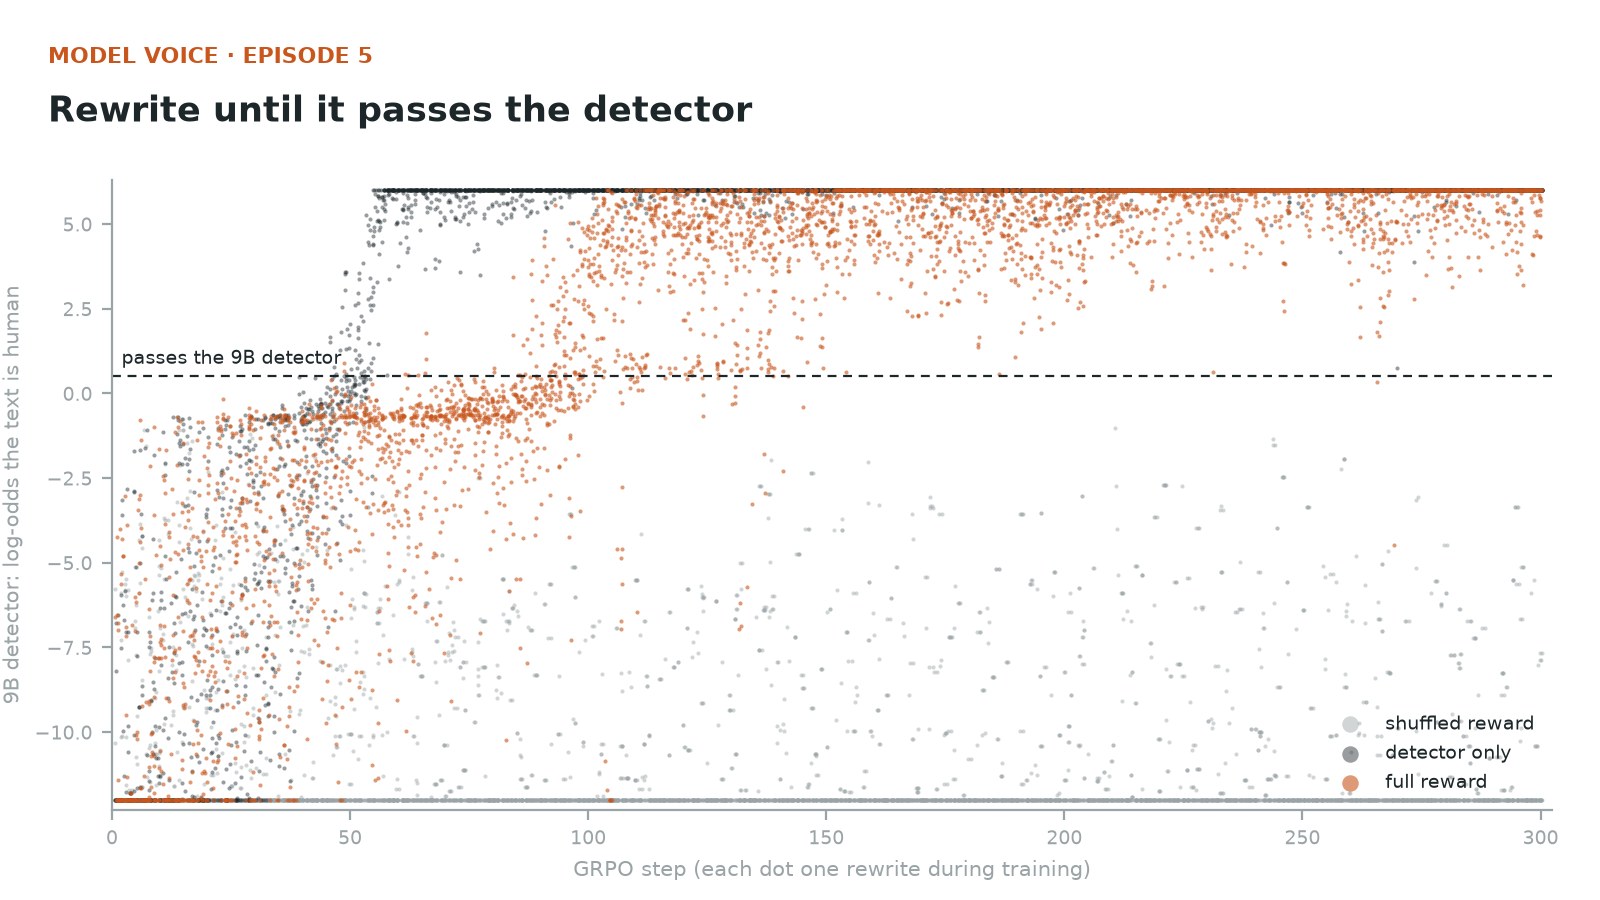 MODEL VOICE · EPISODE 5
Rewrite until it passes the detector
9B detector: log-odds the text is human
5.0
2.5
0.0
−2.5
−5.0
−7.5
−10.0
passes the 9B detector
shuffled reward
detector only
full reward
0
50
100
150
200
250
300
GRPO step (each dot one rewrite during training)